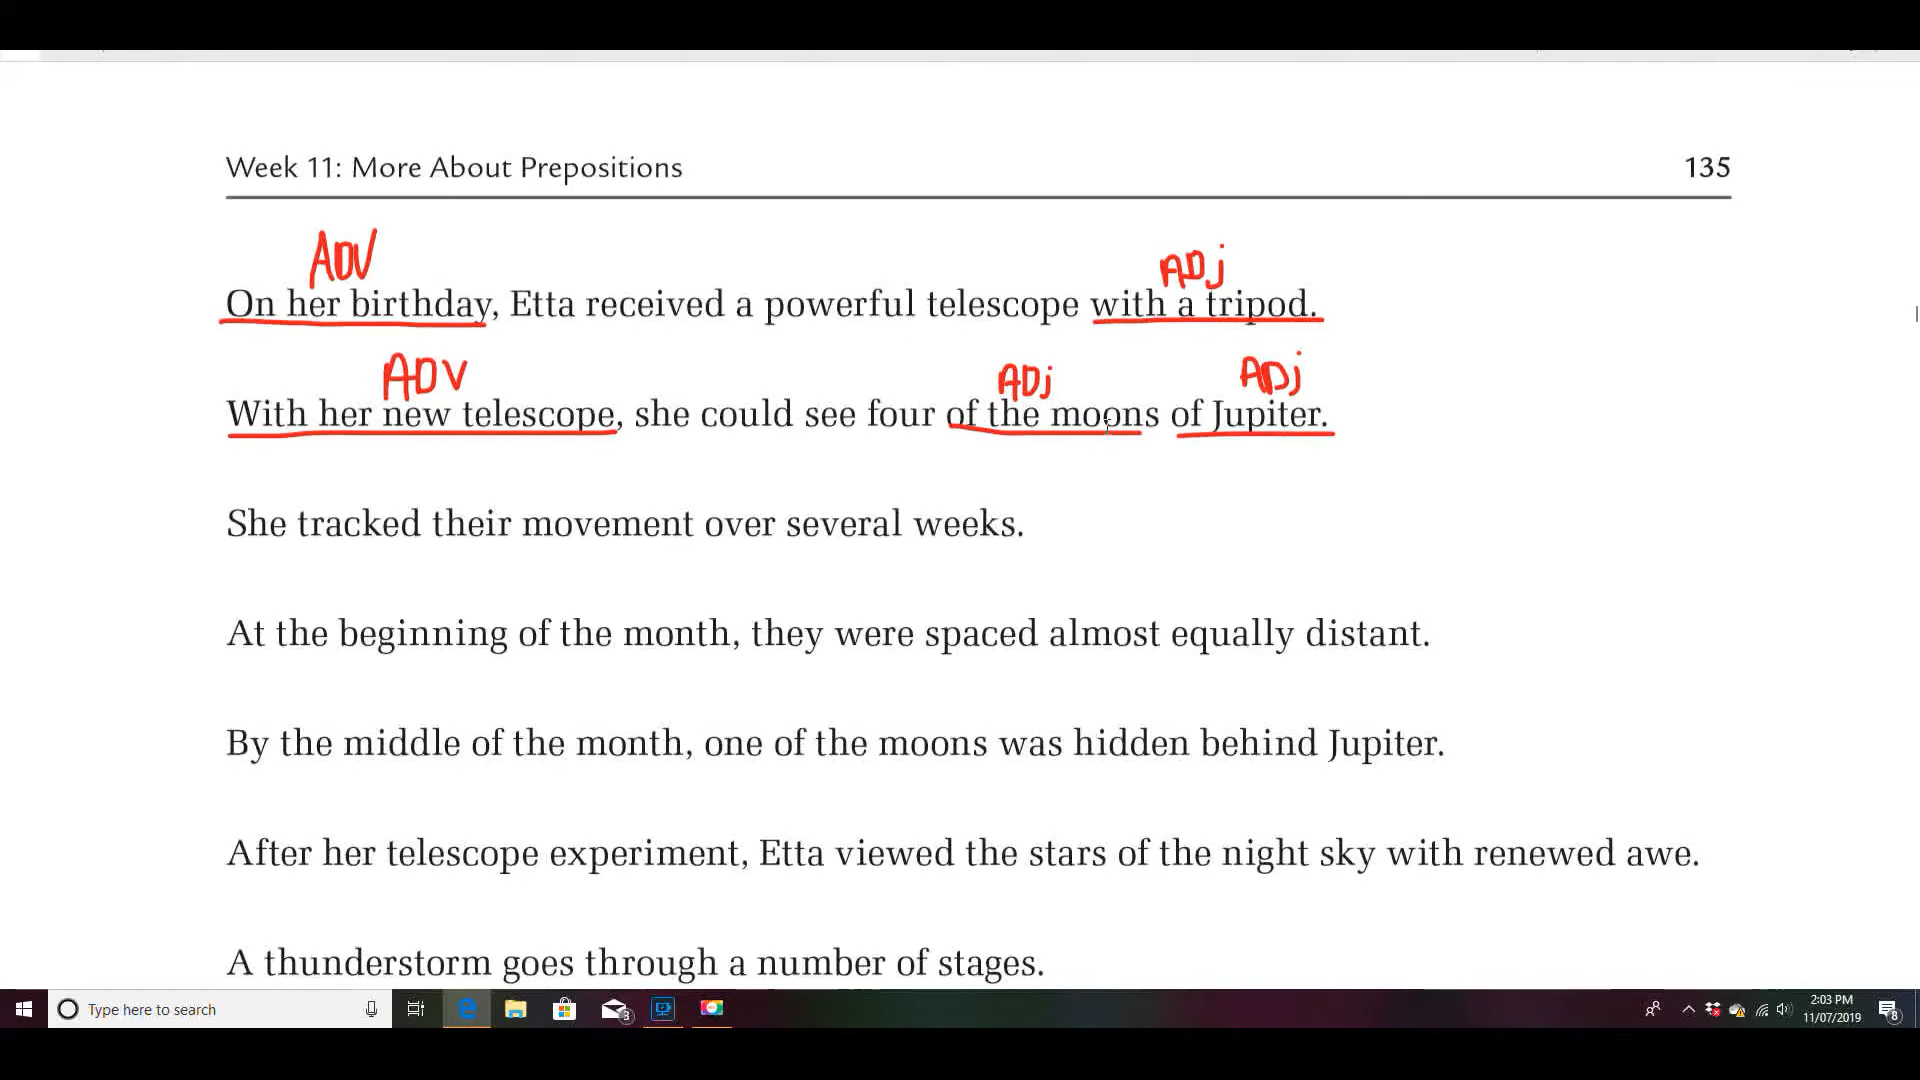 Week 11: More About Prepositions 135
ADV ADj
On her birthday, Etta received a powerful telescope with a tripod.
ADV ADj ADj
With her new telescope, she could see four of the moons of Jupiter.
She tracked their movement over several weeks.
At the beginning of the month, they were spaced almost equally distant.
By the middle of the month, one of the moons was hidden behind Jupiter.
After her telescope experiment, Etta viewed the stars of the night sky with renewed awe.
A thunderstorm goes through a number of stages.
Type here to search
3
2:03 PM
11/07/2019
8